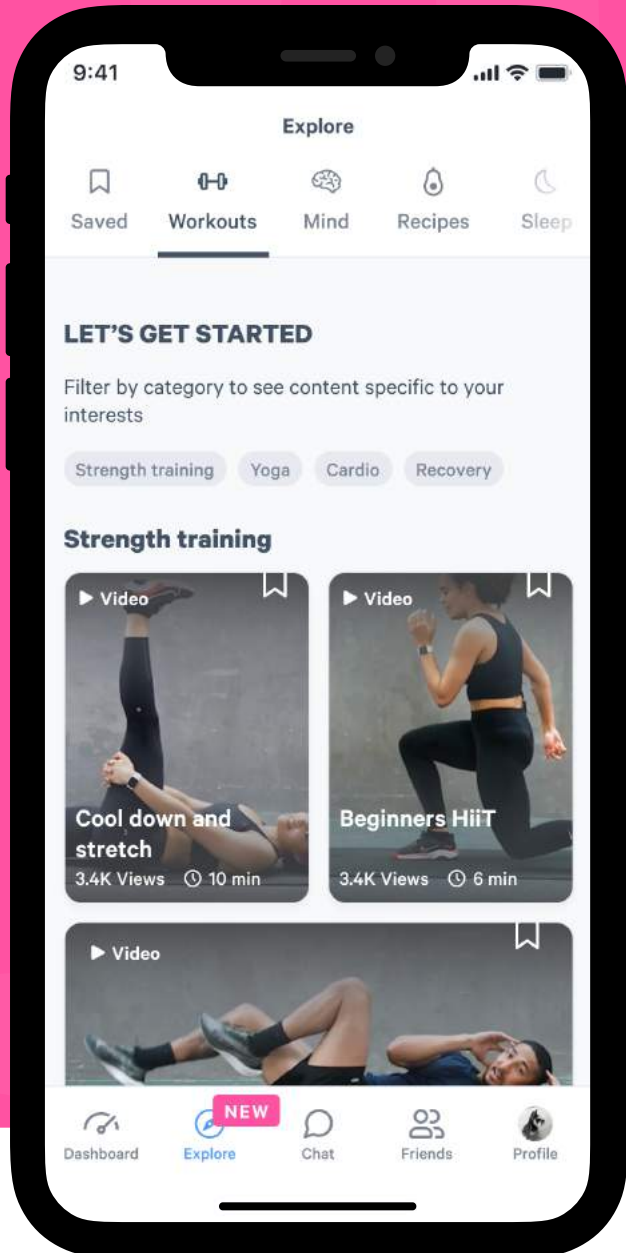 9:41
Explore
Saved
Workouts
Mind
Recipes
Sleep
LET’S GET STARTED
Filter by category to see content specific to your
interests
Strength training
Yoga
Cardio
Recovery
Strength training
Video
Cool down and
stretch
3.4K Views
10 min
Video
Beginners HiiT
3.4K Views
6 min
Video
NEW
Dashboard
Explore
Chat
Friends
Profile